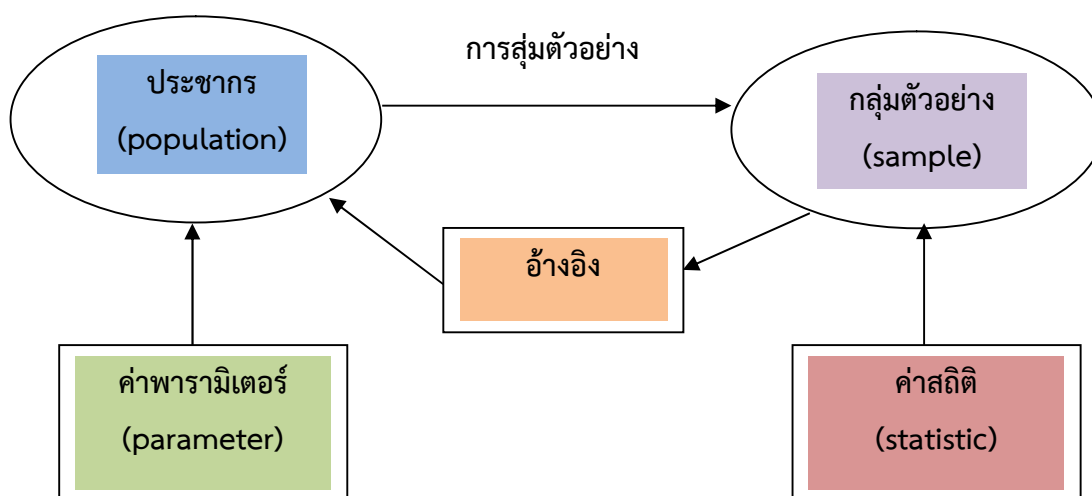 การสุ่มตัวอย่าง
ประชากร
(population)
กลุ่มตัวอย่าง
(sample)
อ้างอิง
ค่าพารามิเตอร์
(parameter)
ค่าสถิติ
(statistic)